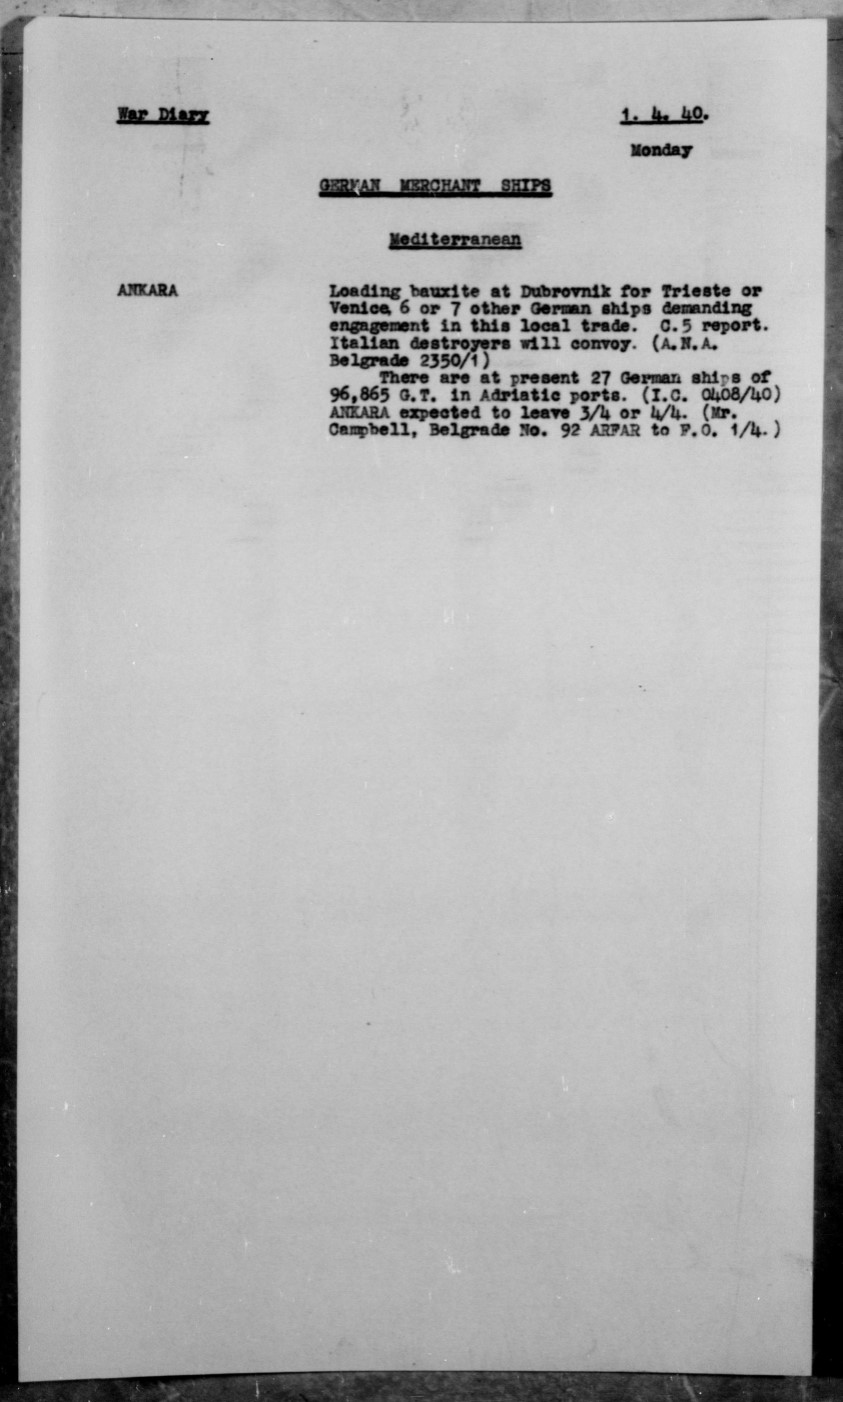 War Diary
1. 4. 40.
Monday
GERMAN MERCHANT SHIPS
Mediterranean
ANKARA
Loading bauxite at Dubrovnik for Trieste or
Venice, 6 or 7 other German ships demanding
engagement in this local trade. C.5 report.
Italian destroyers will convoy. (A.N.A.
Belgrade 2350/1)
There are at present 27 German ships of
96,865 G.T. in Adriatic ports. (I.C. 0408/40)
ANKARA expected to leave 3/4 or 4/4. (Mr.
Campbell, Belgrade No. 92 ARFAR to F.O. 1/4.)